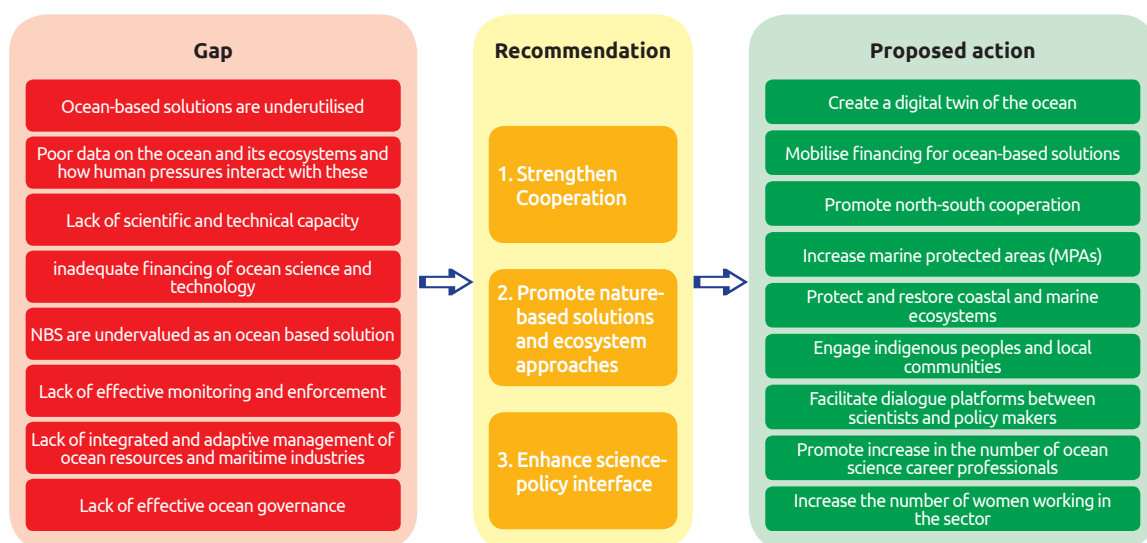 Gap
Ocean-based solutions are underutilised
Poor data on the ocean and its ecosystems and
how human pressures interact with these
Lack of scientific and technical capacity
inadequate financing of ocean science and
technology
NBS are undervalued as an ocean based solution
Lack of effective monitoring and enforcement
Lack of integrated and adaptive management of
ocean resources and maritime industries
Lack of effective ocean governance
Recommendation
1. Strengthen
Cooperation
2. Promote nature-
based solutions
and ecosystem
approaches
3. Enhance science-
policy interface
Proposed action
Create a digital twin of the ocean
Mobilise financing for ocean-based solutions
Promote north-south cooperation
Increase marine protected areas (MPAs)
Protect and restore coastal and marine
ecosystems
Engage indigenous peoples and local
communities
Facilitate dialogue platforms between
scientists and policy makers
Promote increase in the number of ocean
science career professionals
Increase the number of women working in
the sector